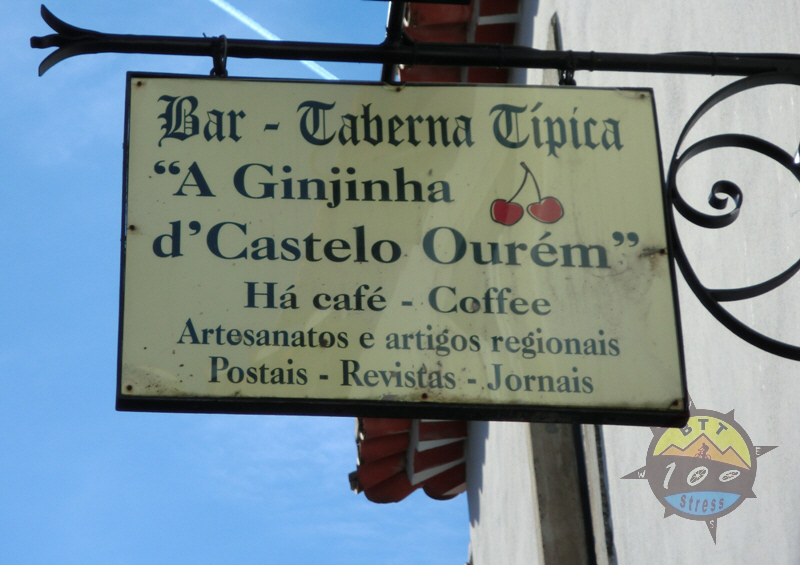 Bar - Taberna Típica
“A Ginjinha
d’Castelo Ourém”
Há café - Coffee
Artesanatos e artigos regionais
Postais - Revistas - Jornais
BTT
100
Stress
W
E
S